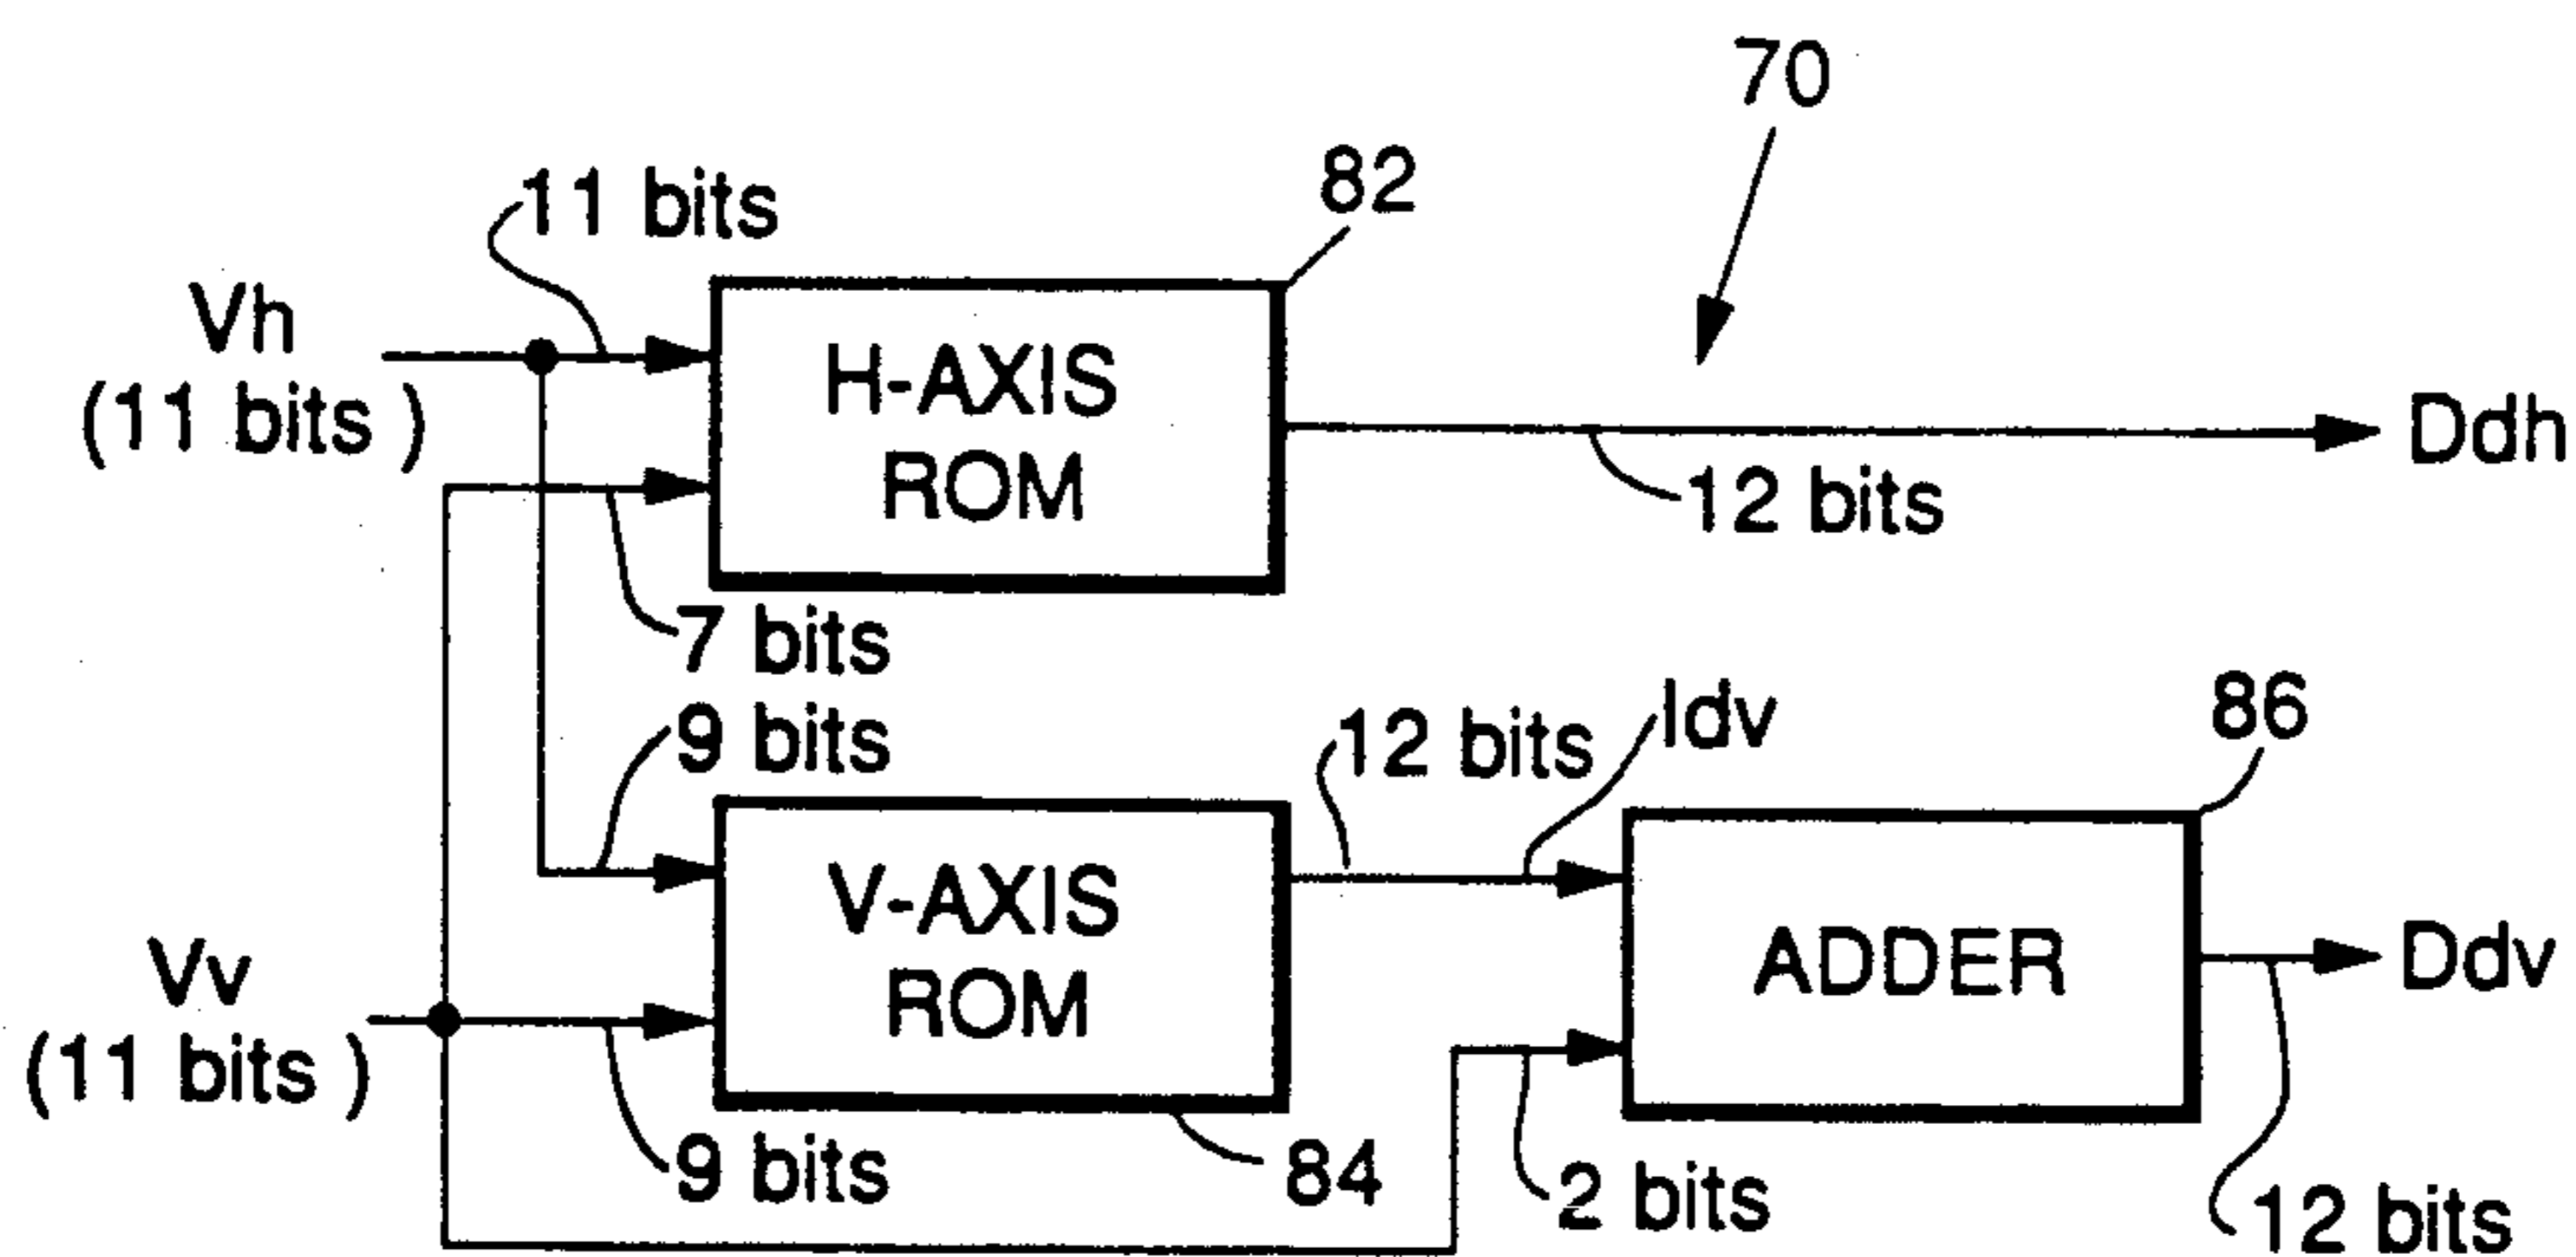 70
11 bits
82
Vh
(11 bits )
H-AXIS
ROM
Ddh
12 bits
7 bits
9 bits
12 bits
Idv
86
V-AXIS
ROM
ADDER
Ddv
Vv
(11 bits )
9 bits
84
2 bits
12 bits